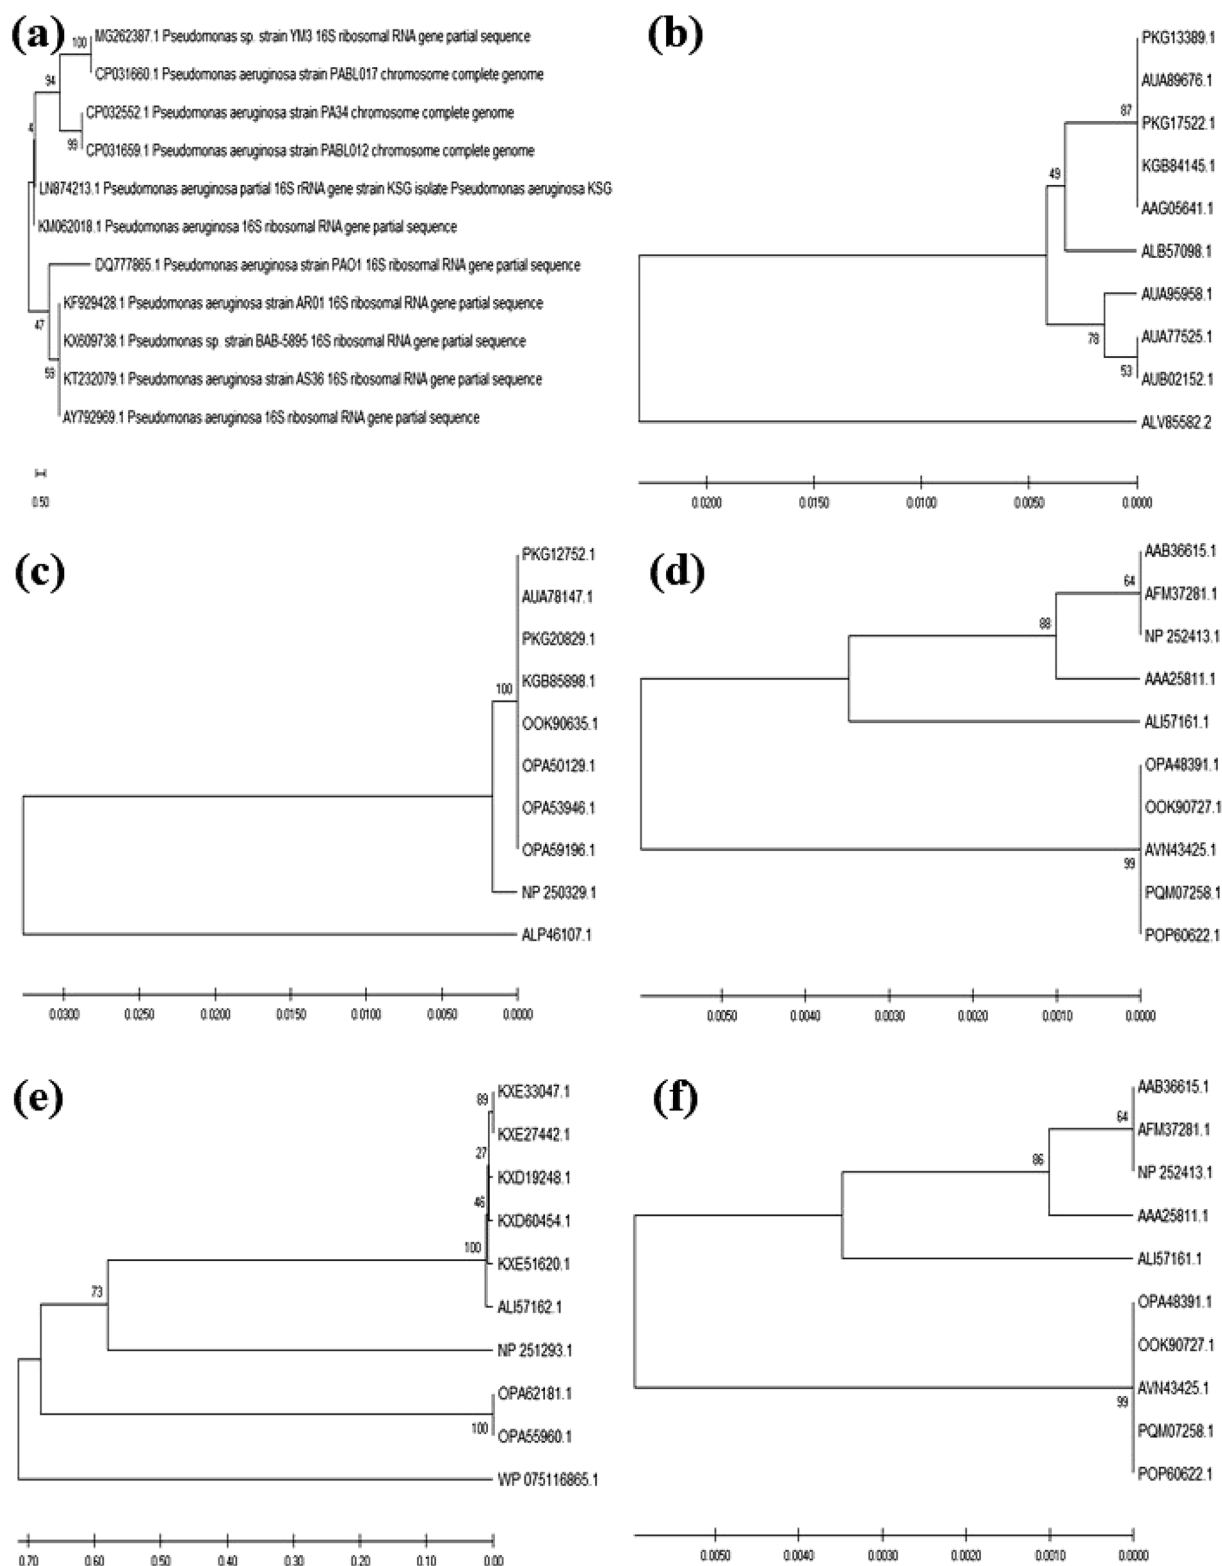 (a)
MG262387.1 Pseudomonas sp. strain YM3 16S ribosomal RNA gene partial sequence
100
CP031660.1 Pseudomonas aeruginosa strain PABL017 chromosome complete genome
94
CP032552.1 Pseudomonas aeruginosa strain PA34 chromosome complete genome
99
CP031659.1 Pseudomonas aeruginosa strain PABL012 chromosome complete genome
4
LN874213.1 Pseudomonas aeruginosa partial 16S rRNA gene strain KSG isolate Pseudomonas aeruginosa KSG
KM062018.1 Pseudomonas aeruginosa 16S ribosomal RNA gene partial sequence
DQ777865.1 Pseudomonas aeruginosa strain PAO1 16S ribosomal RNA gene partial sequence
KF929428.1 Pseudomonas aeruginosa strain AR01 16S ribosomal RNA gene partial sequence
47
KX609738.1 Pseudomonas sp. strain BAB-5895 16S ribosomal RNA gene partial sequence
KT232079.1 Pseudomonas aeruginosa strain AS36 16S ribosomal RNA gene partial sequence
AY792969.1 Pseudomonas aeruginosa 16S ribosomal RNA gene partial sequence
0.50
(b)
PKG13389.1
AUA89676.1
87
PKG17522.1
KGB84145.1
49
AAG05641.1
ALB57098.1
AUA95958.1
78
AUA77525.1
53
AUB02152.1
ALV85582.2
0.0200 0.0150 0.0100 0.0050 0.0000
(c)
PKG12752.1
AUA78147.1
PKG20829.1
KGB85898.1
100
OOK90635.1
OPA50129.1
OPA53946.1
OPA59196.1
NP 250329.1
ALP46107.1
0.0300 0.0250 0.0200 0.0150 0.0100 0.0050 0.0000
(d)
AAB36615.1
64
AFM37281.1
88
NP 252413.1
AAA25811.1
ALI57161.1
OPA48391.1
OOK90727.1
AVN43425.1
99
PQM07258.1
POP60622.1
0.0050 0.0040 0.0030 0.0020 0.0010 0.0000
(e)
KXE33047.1
89
KXE27442.1
27
KXD19248.1
46
KXD60454.1
100
KXE51620.1
73
ALI57162.1
NP 251293.1
OPA62181.1
100
OPA55960.1
WP 075116865.1
0.70 0.60 0.50 0.40 0.30 0.20 0.10 0.00
(f)
AAB36615.1
64
AFM37281.1
86
NP 252413.1
AAA25811.1
ALI57161.1
OPA48391.1
OOK90727.1
AVN43425.1
99
PQM07258.1
POP60622.1
0.0050 0.0040 0.0030 0.0020 0.0010 0.0000